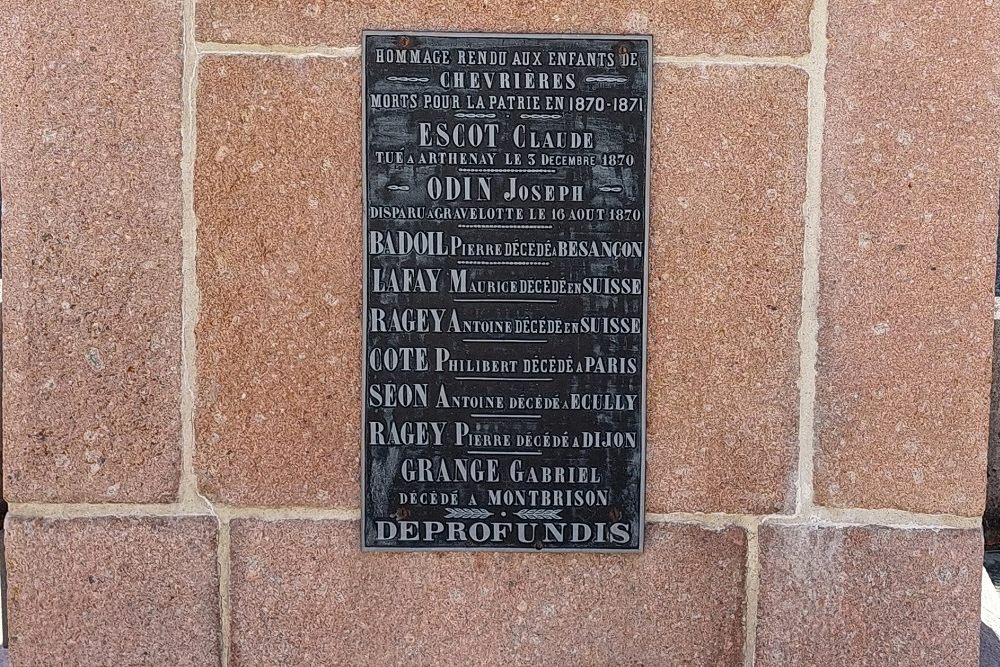 HOMMAGE RENDU AUX ENFANTS DE
CHEVRIÈRES
MORTS POUR LA PATRIE EN 1870-1871
ESCOT CLAUDE
TUÉ A ARTHENAY LE 3 DECEMBRE 1870
ODIN JOSEPH
DISPARU A GRAVELOTTE LE 16 AOUT 1870
BADOIL PIERRE DÉCÉDÉ A BESANÇON
LAFAY MAURICE DÉCÉDÉ EN SUISSE
RAGEY ANTOINE DÉCÉDÉ EN SUISSE
COTE PHILIBERT DÉCÉDÉ A PARIS
SÉON ANTOINE DÉCÉDÉ A ECULLY
RAGEY PIERRE DÉCÉDÉ A DIJON
GRANGE GABRIEL
DÉCÉDÉ A MONTBRISON
DEPROFUNDIS